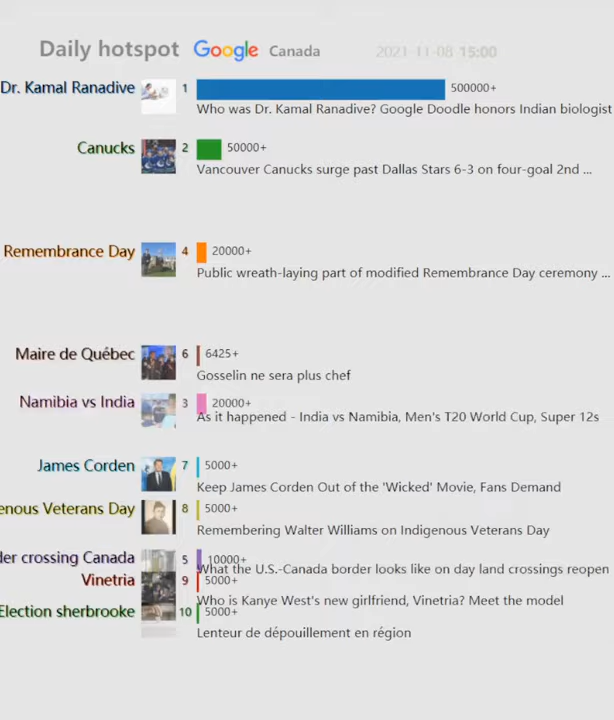 Daily hotspot Google Canada 2021-11-08 15:00
Dr. Kamal Ranadive 1 500000+
Who was Dr. Kamal Ranadive? Google Doodle honors Indian biologist
Canucks 2 50000+
Vancouver Canucks surge past Dallas Stars 6-3 on four-goal 2nd ...
Remembrance Day 4 20000+
Public wreath-laying part of modified Remembrance Day ceremony ...
Maire de Québec 6 6425+
Gosselin ne sera plus chef
Namibia vs India 3 20000+
As it happened - India vs Namibia, Men's T20 World Cup, Super 12s
James Corden 7 5000+
Keep James Corden Out of the 'Wicked' Movie, Fans Demand
enous Veterans Day 8 5000+
Remembering Walter Williams on Indigenous Veterans Day
der crossing Canada 5 10000+
What the U.S.-Canada border looks like on day land crossings reopen
Vinetria 9 5000+
Who is Kanye West's new girlfriend, Vinetria? Meet the model
Election sherbrooke 10 5000+
Lenteur de dépouillement en région